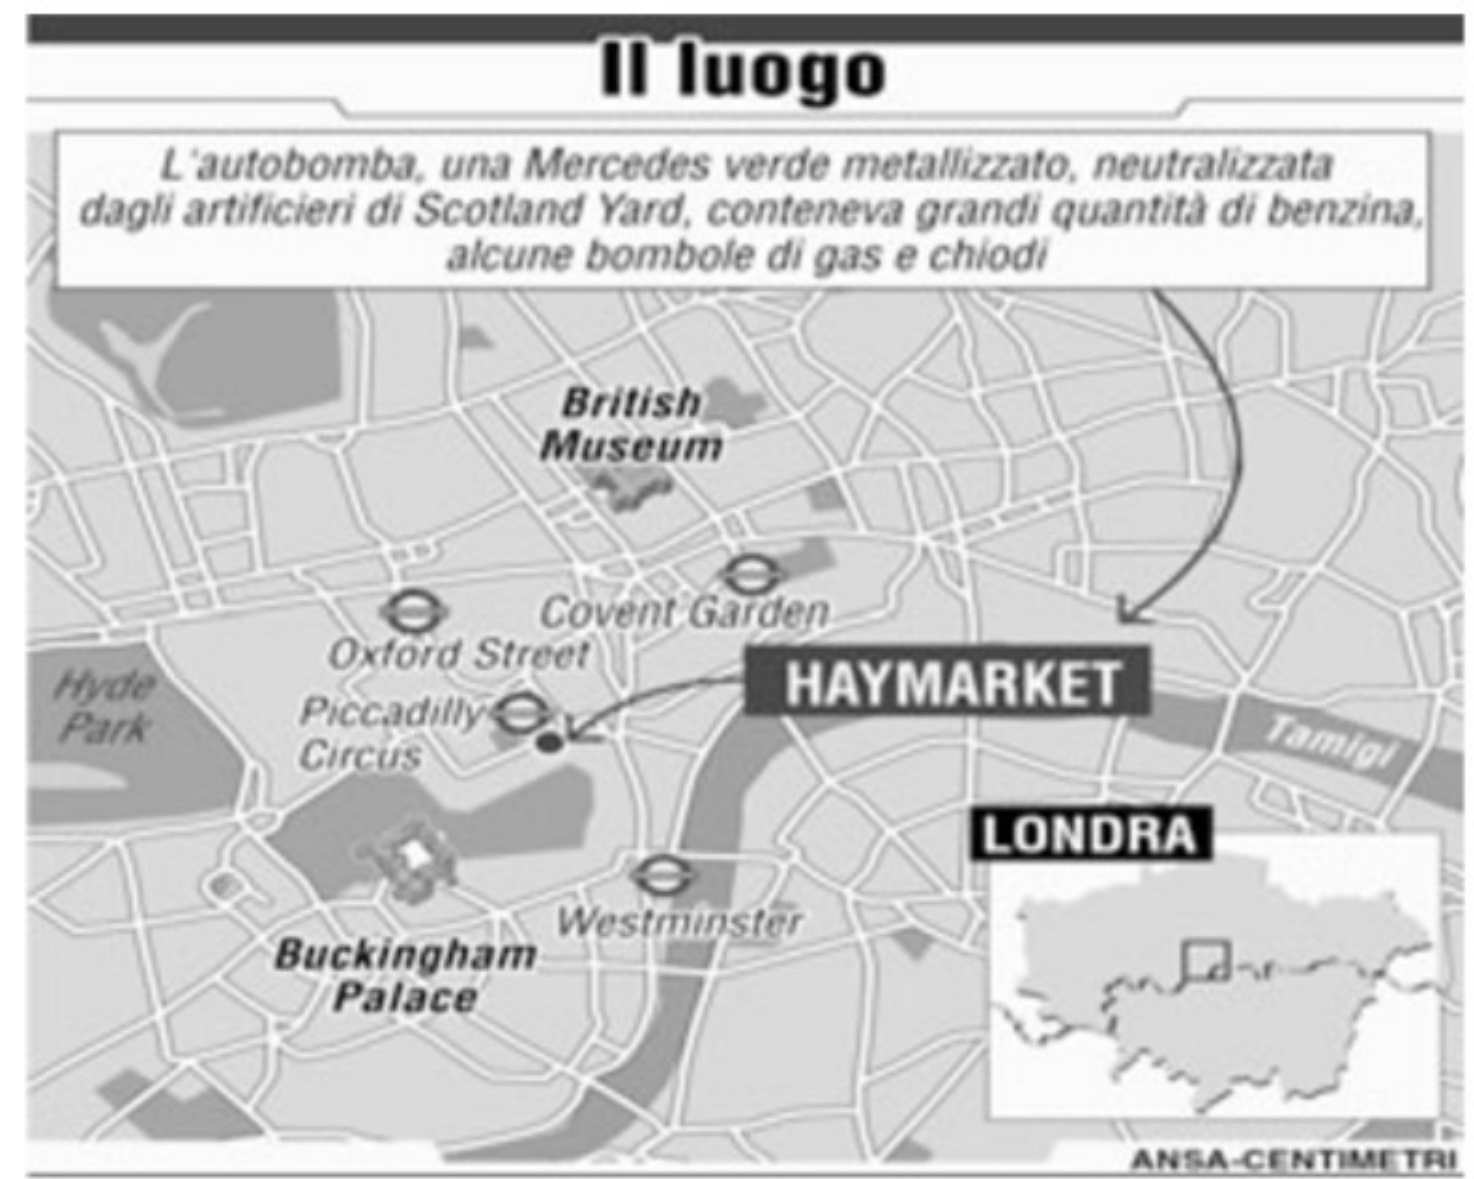 Il luogo
L'autobomba, una Mercedes verde metallizzato, neutralizzata
dagli artificieri di Scotland Yard, conteneva grandi quantità di benzina,
alcune bombole di gas e chiodi
British
Museum
Covent Garden
Oxford Street
Hyde
Park
HAYMARKET
Piccadilly
Circus
Tamigi
LONDRA
Westminster
Buckingham
Palace
ANSA-CENTIMETRI